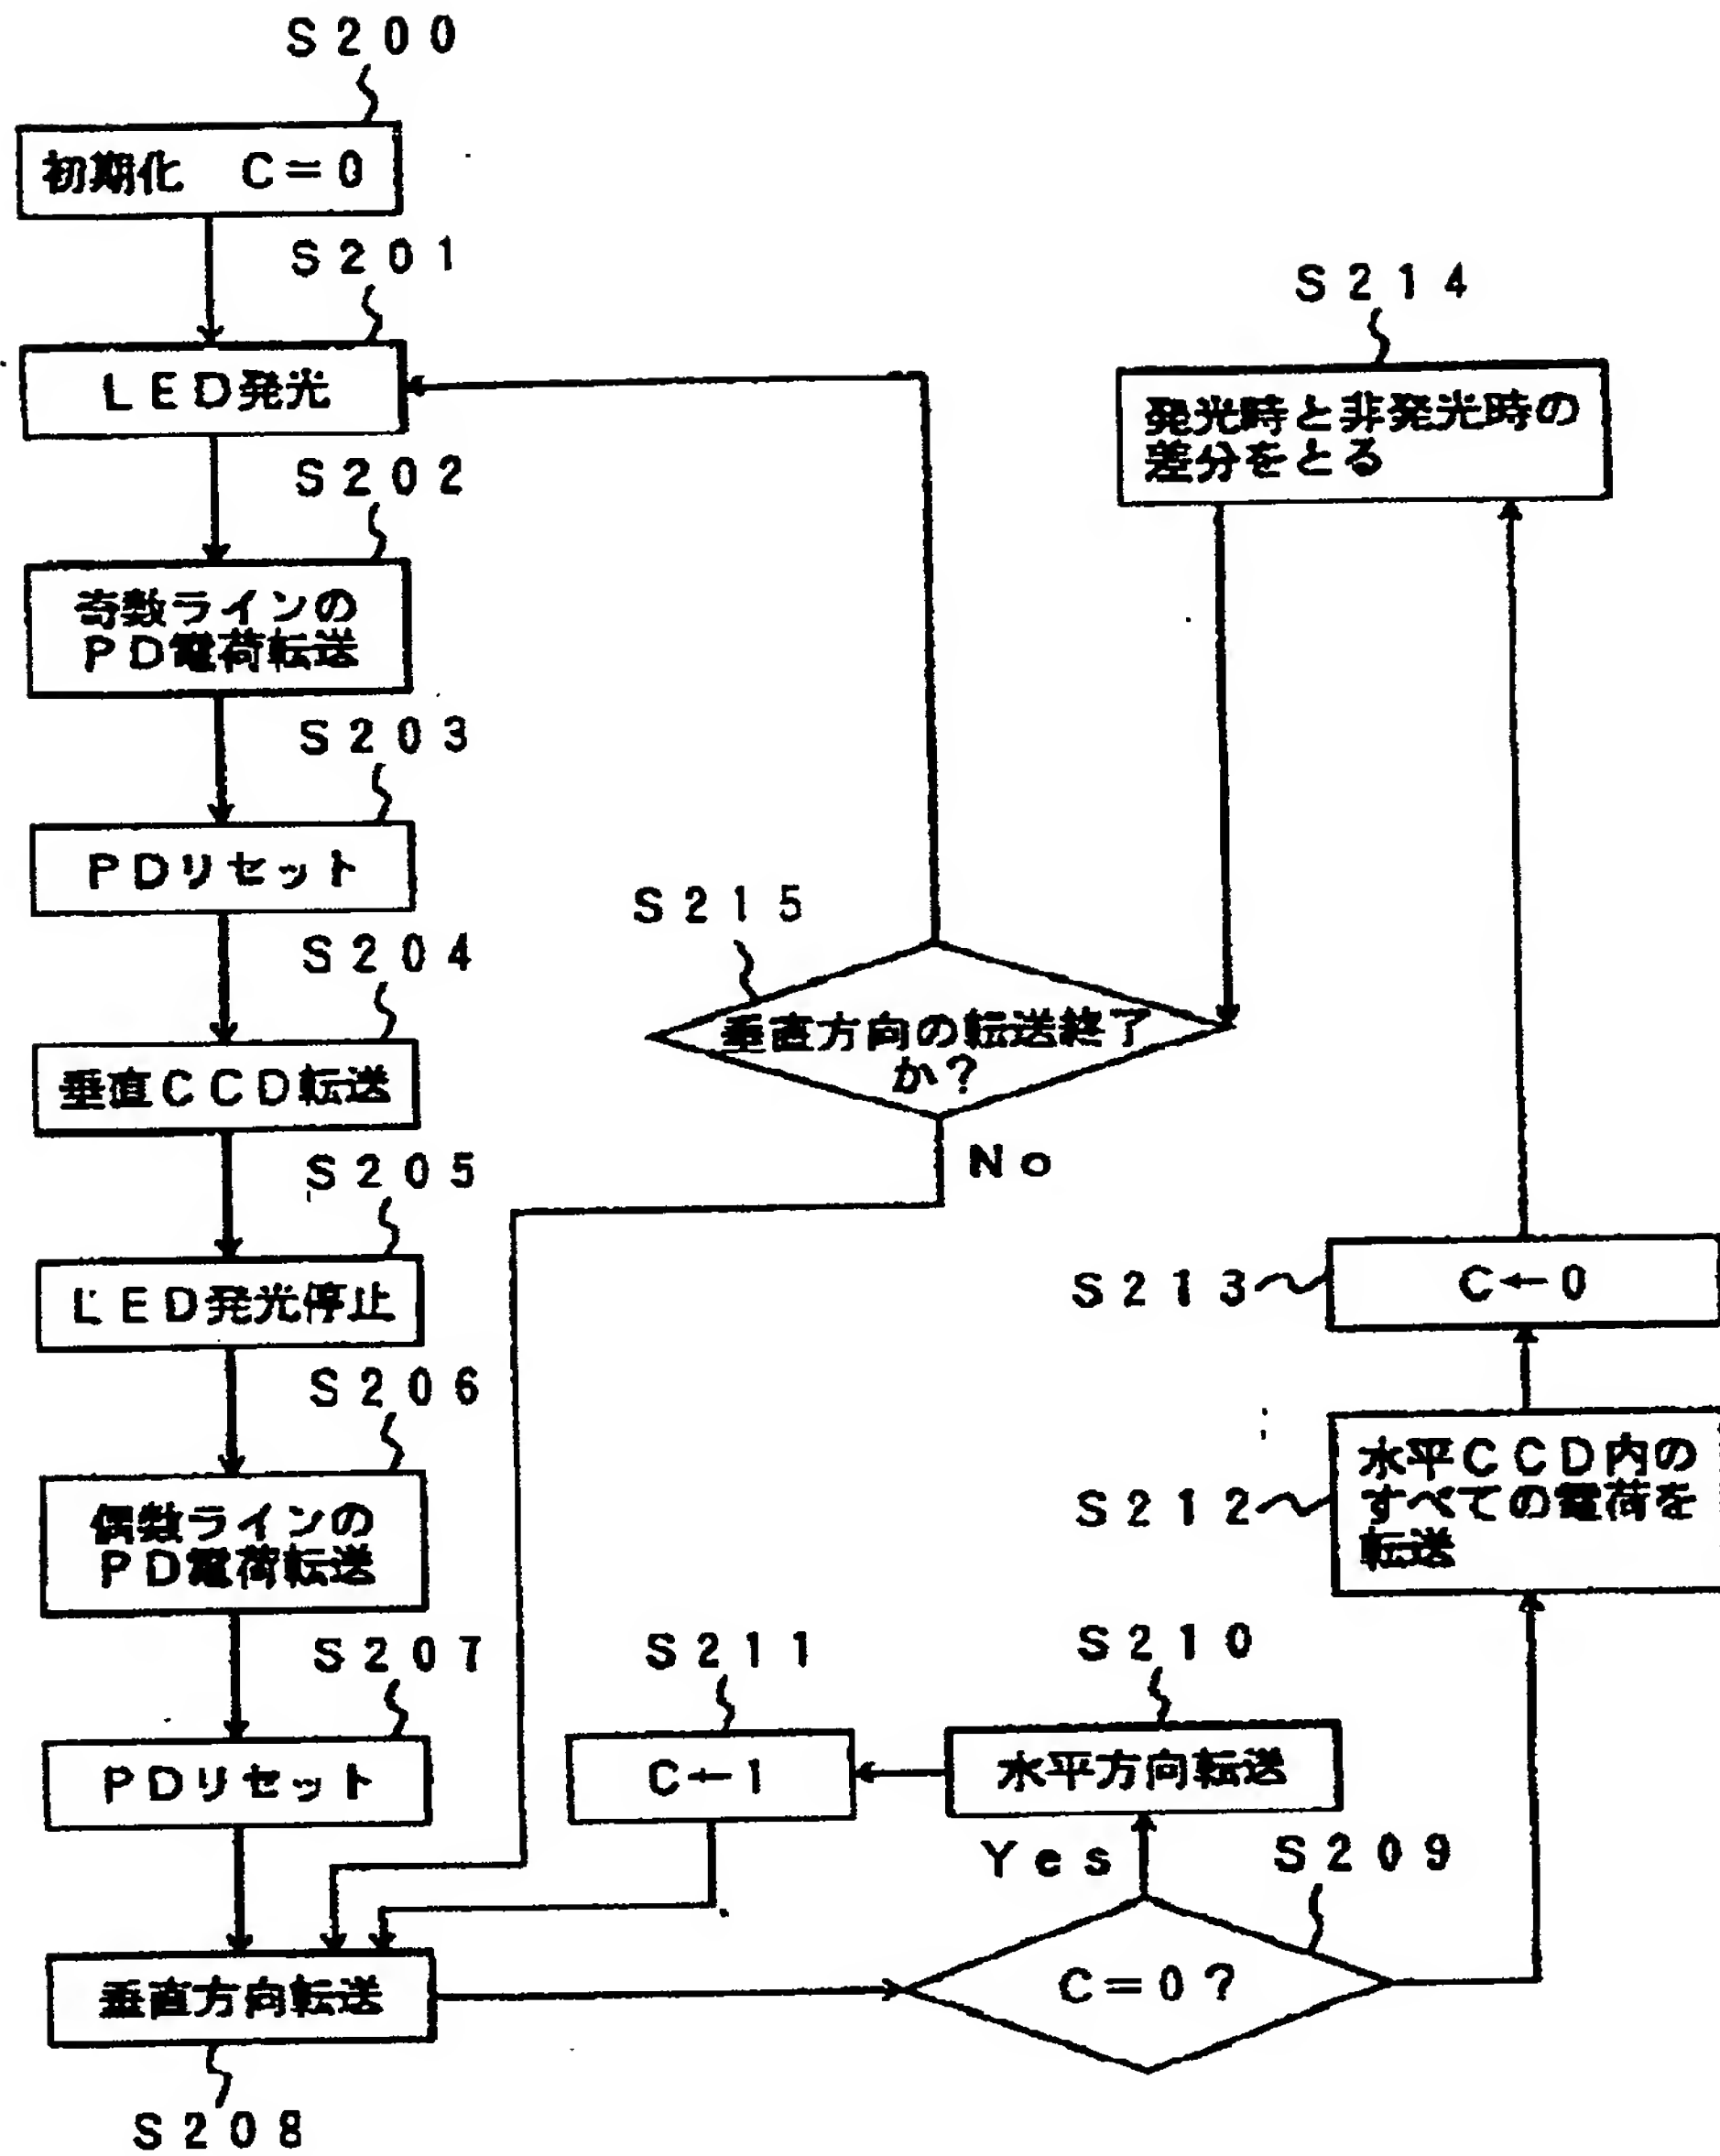 S200
初期化 C=0
S201
LED発光
S202
奇数ラインの
PD電荷転送
S203
PDリセット
S204
垂直CCD転送
S205
LED発光停止
S206
偶数ラインの
PD電荷転送
S207
PDリセット
垂直方向転送
S208
S214
発光時と非発光時の
差分をとる
S215
垂直方向の転送終了
か?
No
S213
C←0
S212
水平CCD内の
すべての電荷を
転送
S211
C←1
S210
水平方向転送
Yes
S209
C=0?